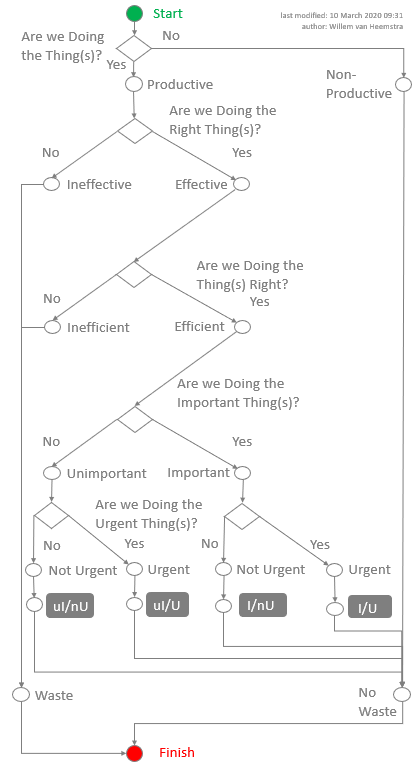 Start
last modified: 10 March 2020 09:31
author: Willem van Heemstra
Are we Doing
the Thing(s)?
No
Yes
Productive
Non-
Productive
Are we Doing the
Right Thing(s)?
No
Yes
Ineffective
Effective
Are we Doing the
Thing(s) Right?
No
Yes
Inefficient
Efficient
Are we Doing the
Important Thing(s)?
No
Yes
Unimportant
Important
Are we Doing the
Urgent Thing(s)?
No
Yes
No
Yes
Not Urgent
Urgent
Not Urgent
Urgent
uI/nU
uI/U
I/nU
I/U
Waste
No
Waste
Finish